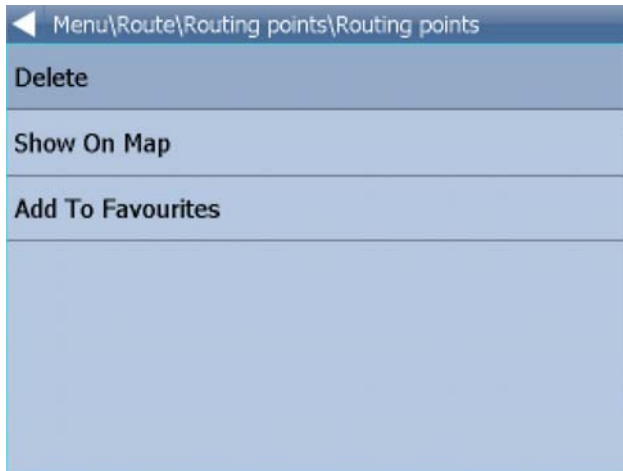 Menu\Route\Routing points\Routing points
Delete
Show On Map
Add To Favourites